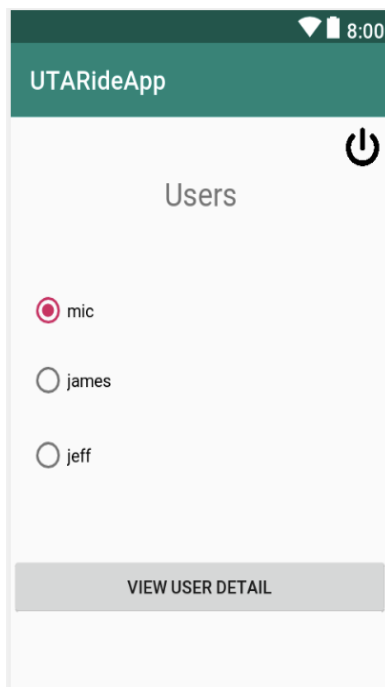 8:00
UTARideApp
Users
mic
james
jeff
VIEW USER DETAIL